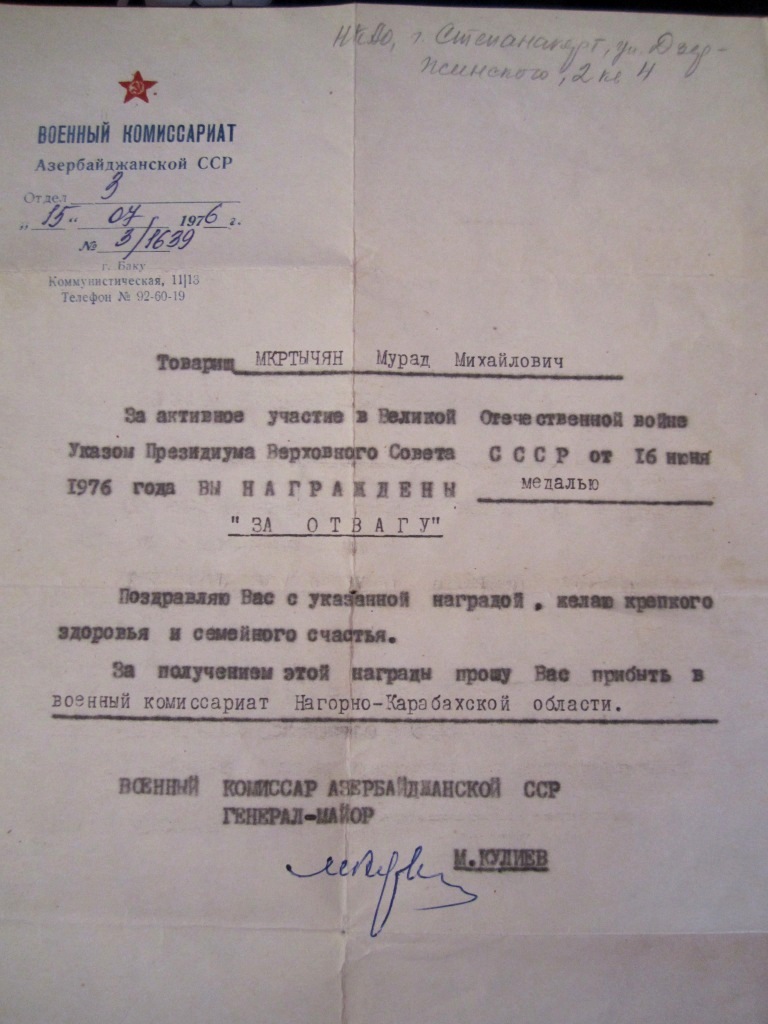 НКАО, г. Степанакерт, ул. Дзер-
жинского, 2 кв 4
ВОЕННЫЙ КОМИССАРИАТ
Азербайджанской ССР
Отдел 3
„15" 07 1976 г.
№ 3/1639
г. Баку
Коммунистическая, 11/13
Телефон № 92-60-19
Товарищ МКРТЫЧЯН Мурад Михайлович
За активное участие в Великой Отечественной войне
Указом Президиума Верховного Совета СССР от 16 июня
1976 года ВЫ НАГРАЖДЕНЫ медалью
"ЗА ОТВАГУ"
Поздравляю Вас с указанной наградой, желаю крепкого
здоровья и семейного счастья.
За получением этой награды прошу Вас прибыть в
военный комиссариат Нагорно-Карабахской области.
ВОЕННЫЙ КОМИССАР АЗЕРБАЙДЖАНСКОЙ ССР
ГЕНЕРАЛ-МАЙОР
М.КУЛИЕВ